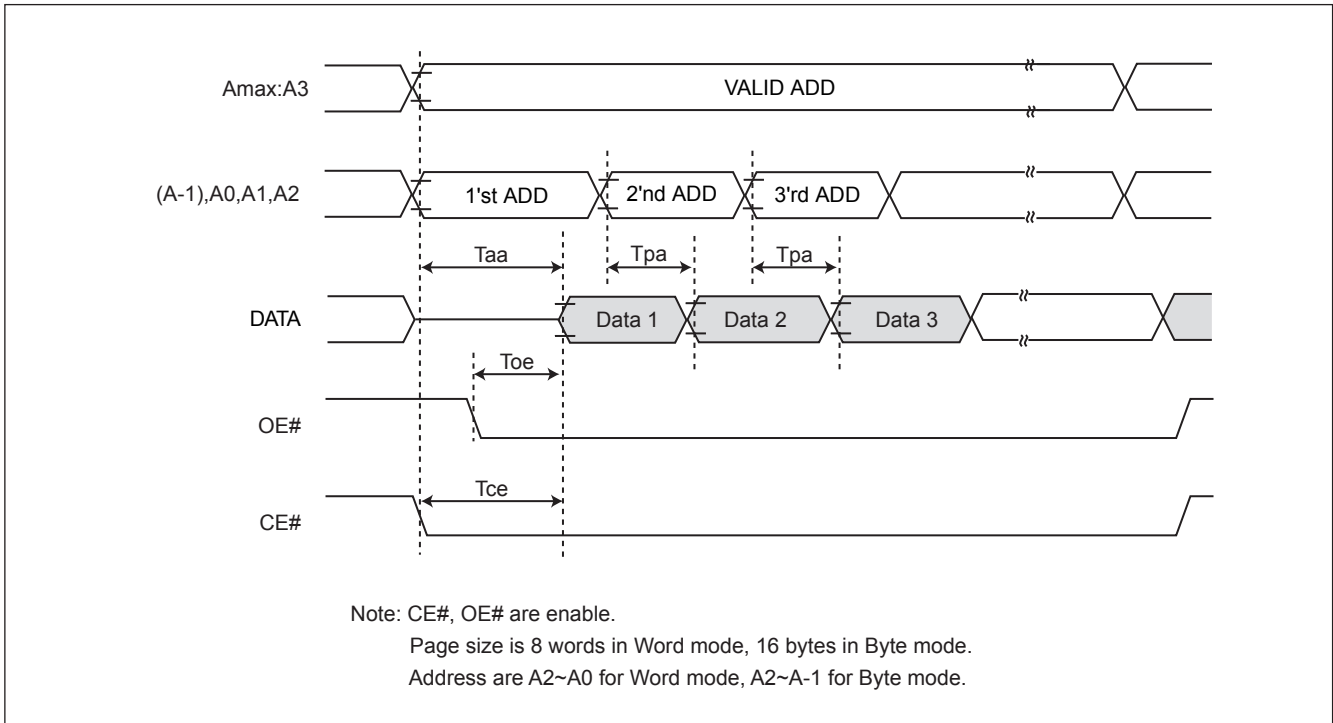 Amax:A3
VALID ADD
(A-1),A0,A1,A2
1'st ADD
2'nd ADD
3'rd ADD
Taa
Tpa
Tpa
DATA
Data 1
Data 2
Data 3
Toe
OE#
Tce
CE#
Note: CE#, OE# are enable.
Page size is 8 words in Word mode, 16 bytes in Byte mode.
Address are A2~A0 for Word mode, A2~A-1 for Byte mode.